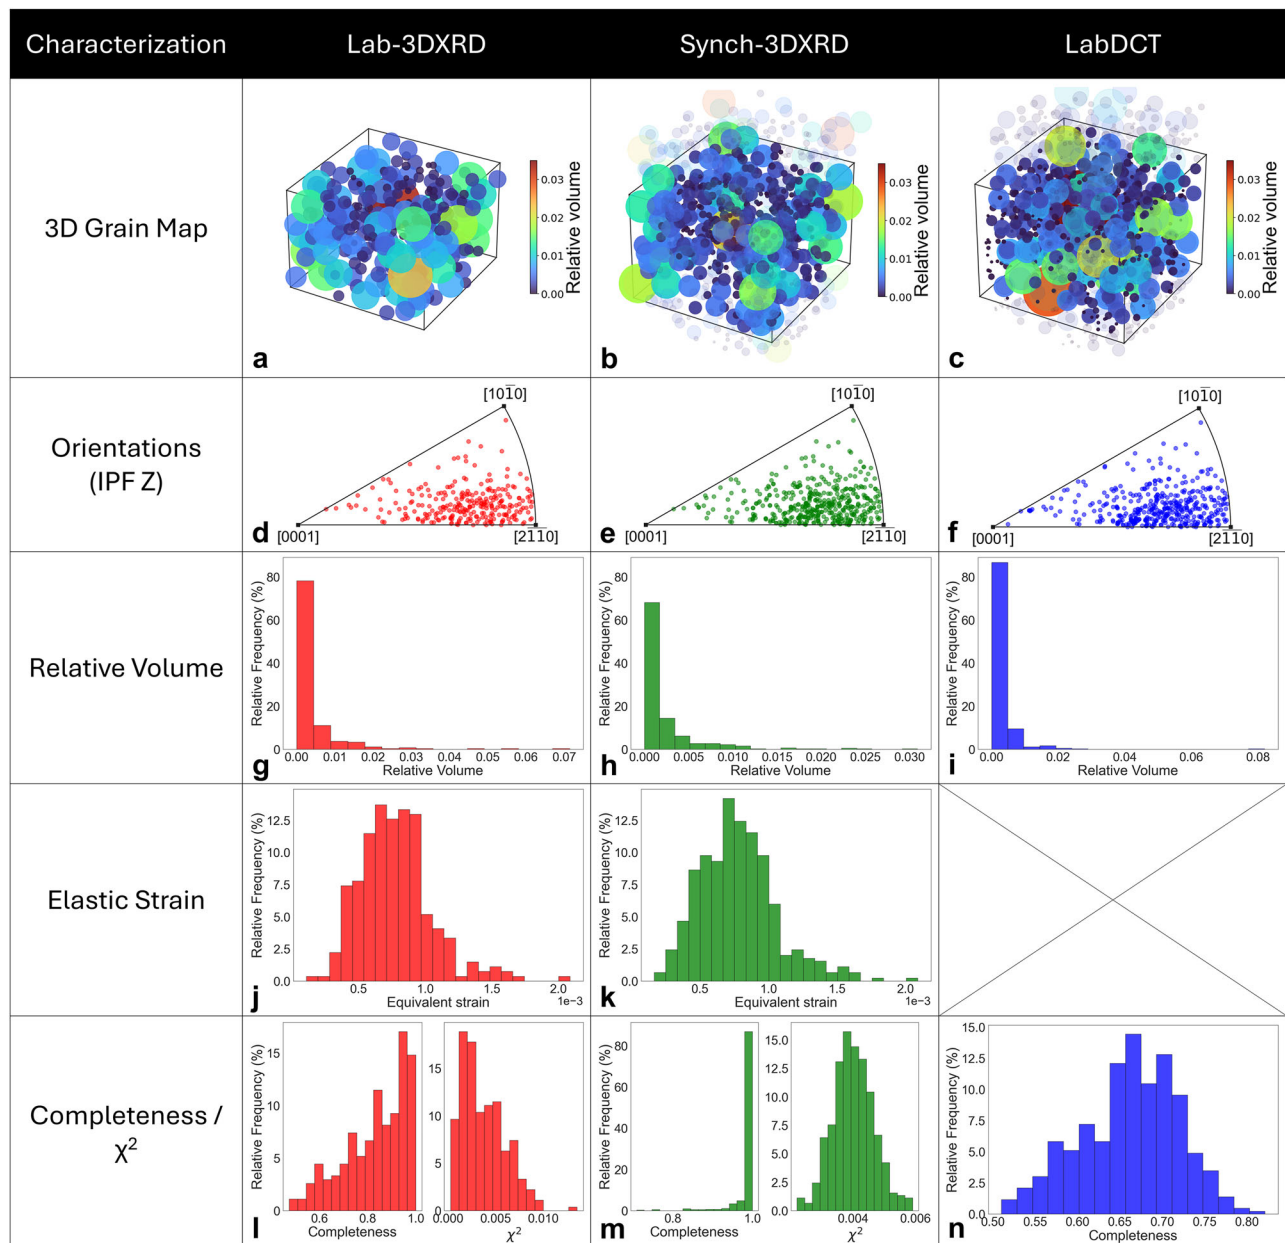 Characterization
Lab-3DXRD
Synch-3DXRD
LabDCT
3D Grain Map
0.03
0.02
0.01
0.00
Relative volume
a
0.03
0.02
0.01
0.00
Relative volume
b
0.03
0.02
0.01
0.00
Relative volume
c
Orientations
(IPF Z)
[101̅0]
[0001]
[2̅1̅1̅0]
d
[101̅0]
[0001]
[2̅1̅1̅0]
e
[101̅0]
[0001]
[2̅1̅1̅0]
f
Relative Volume
Relative Frequency (%)
80
60
40
20
0
0.00 0.01 0.02 0.03 0.04 0.05 0.06 0.07
Relative Volume
g
Relative Frequency (%)
80
60
40
20
0
0.000 0.005 0.010 0.015 0.020 0.025 0.030
Relative Volume
h
Relative Frequency (%)
80
60
40
20
0
0.00 0.02 0.04 0.06 0.08
Relative Volume
i
Elastic Strain
Relative Frequency (%)
12.5
10.0
7.5
5.0
2.5
0.0
0.5 1.0 1.5 2.0
Equivalent strain
1e−3
j
Relative Frequency (%)
12.5
10.0
7.5
5.0
2.5
0.0
0.5 1.0 1.5 2.0
Equivalent strain
1e−3
k
Completeness /
χ²
Relative Frequency (%)
15
10
5
0
0.6 0.8 1.0
Completeness
15
10
5
0
0.000 0.005 0.010
χ²
l
Relative Frequency (%)
80
60
40
20
0
0.8 1.0
Completeness
15.0
12.5
10.0
7.5
5.0
2.5
0.0
0.004 0.006
χ²
m
Relative Frequency (%)
15.0
12.5
10.0
7.5
5.0
2.5
0.0
0.50 0.55 0.60 0.65 0.70 0.75 0.80
Completeness
n